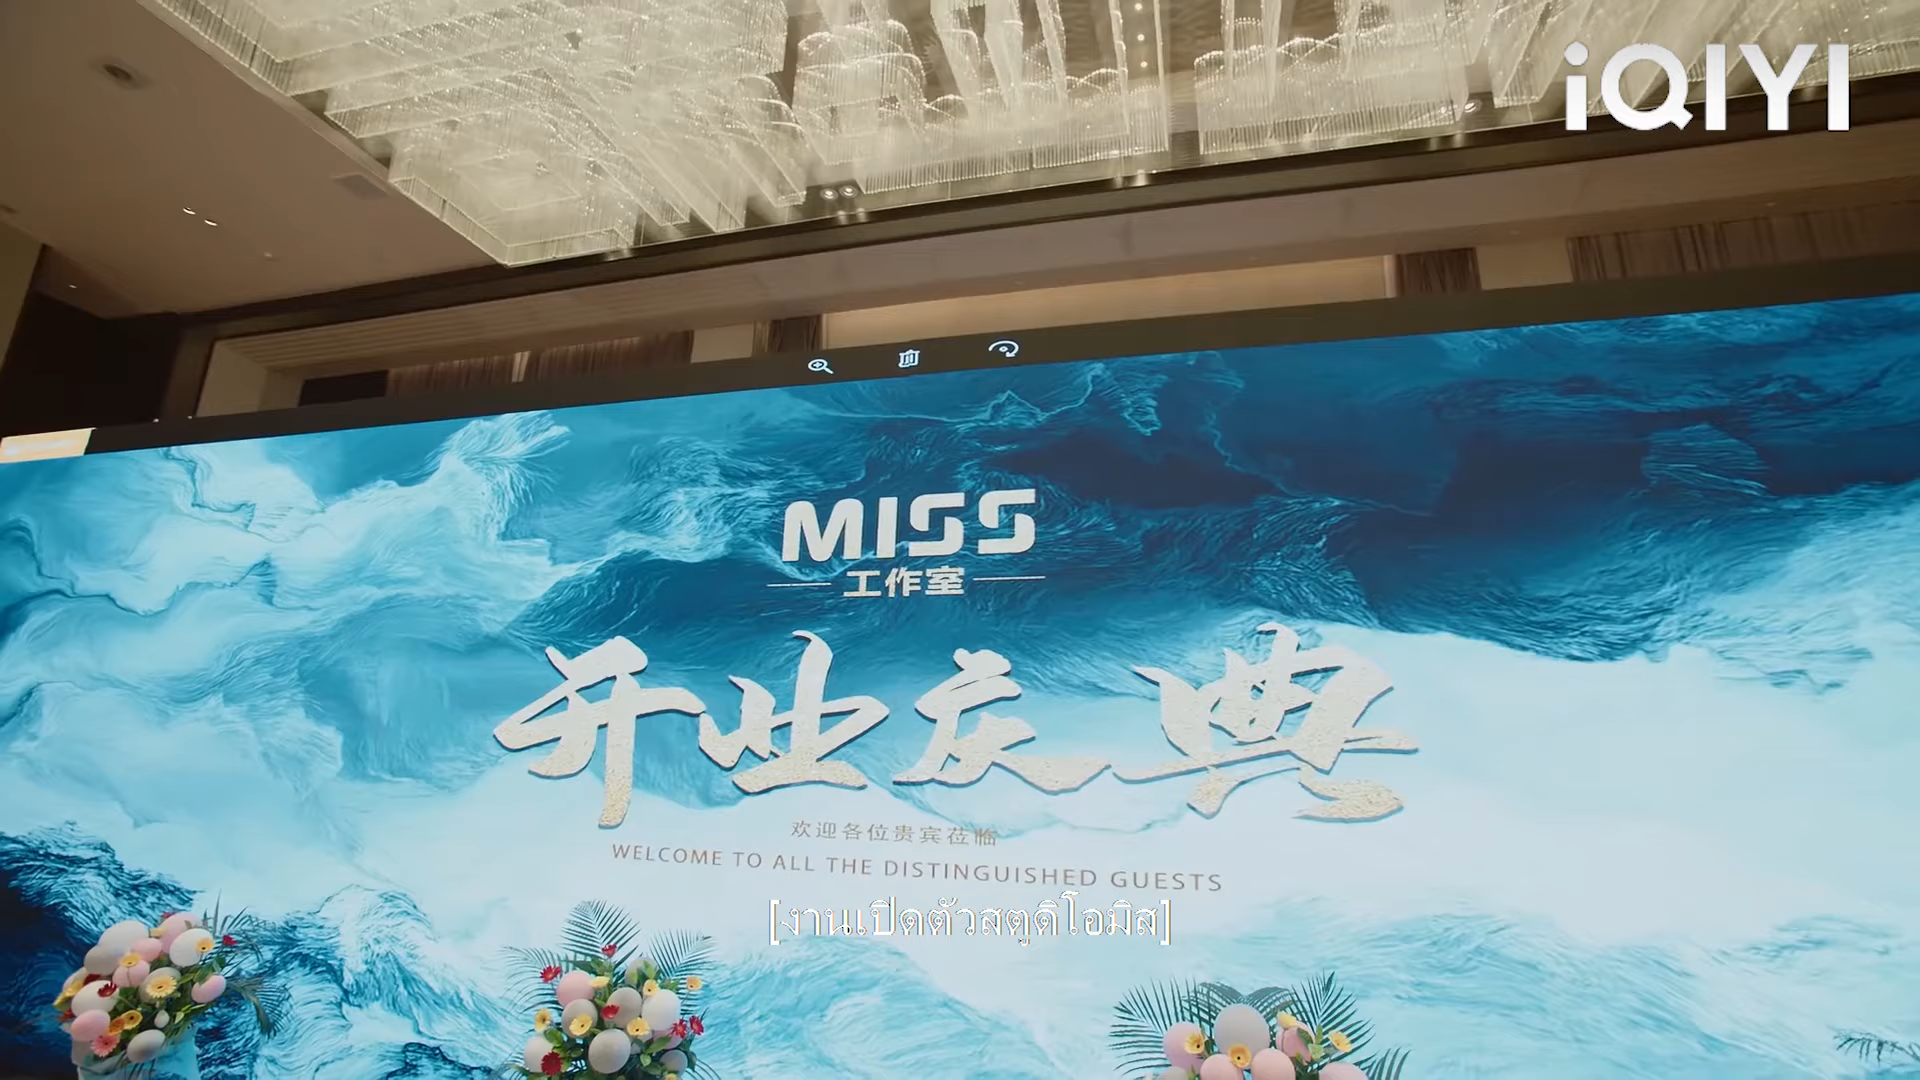 iQIYI
MISS
工作室
开业庆典
欢迎各位贵宾莅临
WELCOME TO ALL THE DISTINGUISHED GUESTS
[งานเปิดตัวสตูดิโอมิส]